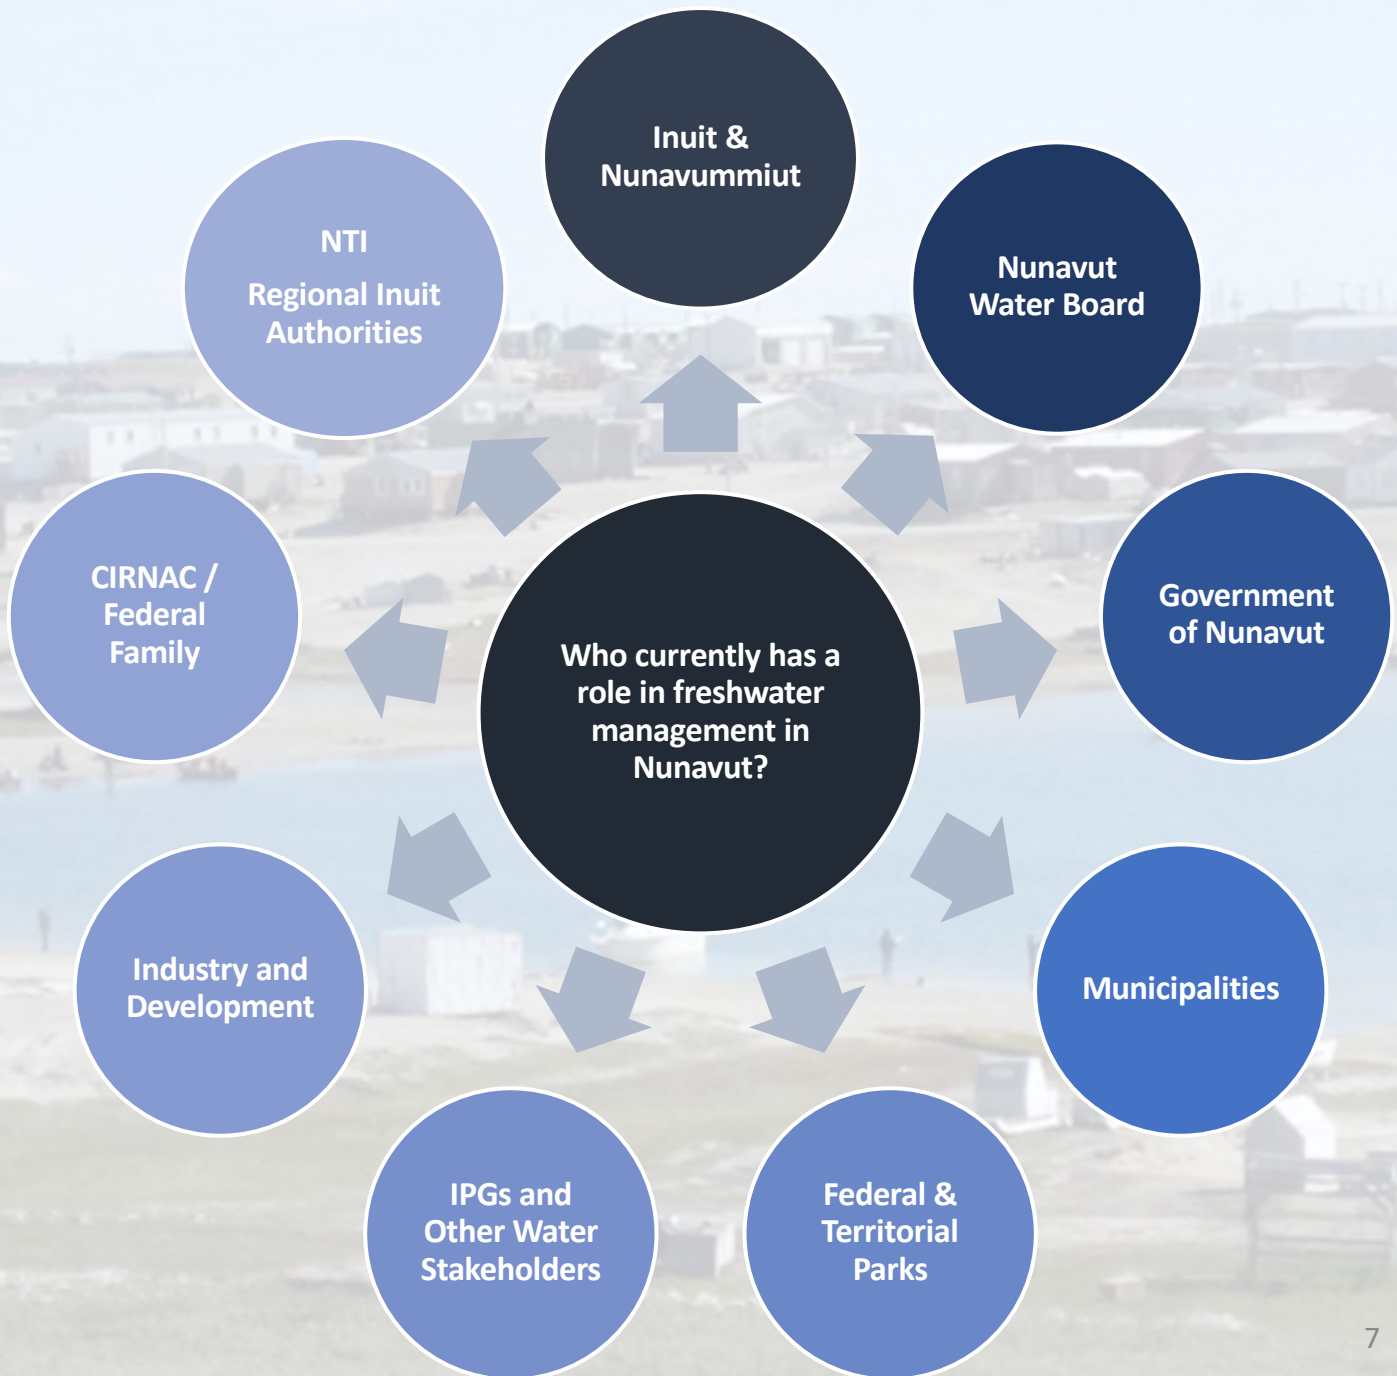 Inuit &
Nunavummiut
Nunavut
Water Board
Government
of Nunavut
Municipalities
Federal &
Territorial
Parks
IPGs and
Other Water
Stakeholders
Industry and
Development
CIRNAC /
Federal
Family
NTI
Regional Inuit
Authorities
Who currently has a
role in freshwater
management in
Nunavut?
7